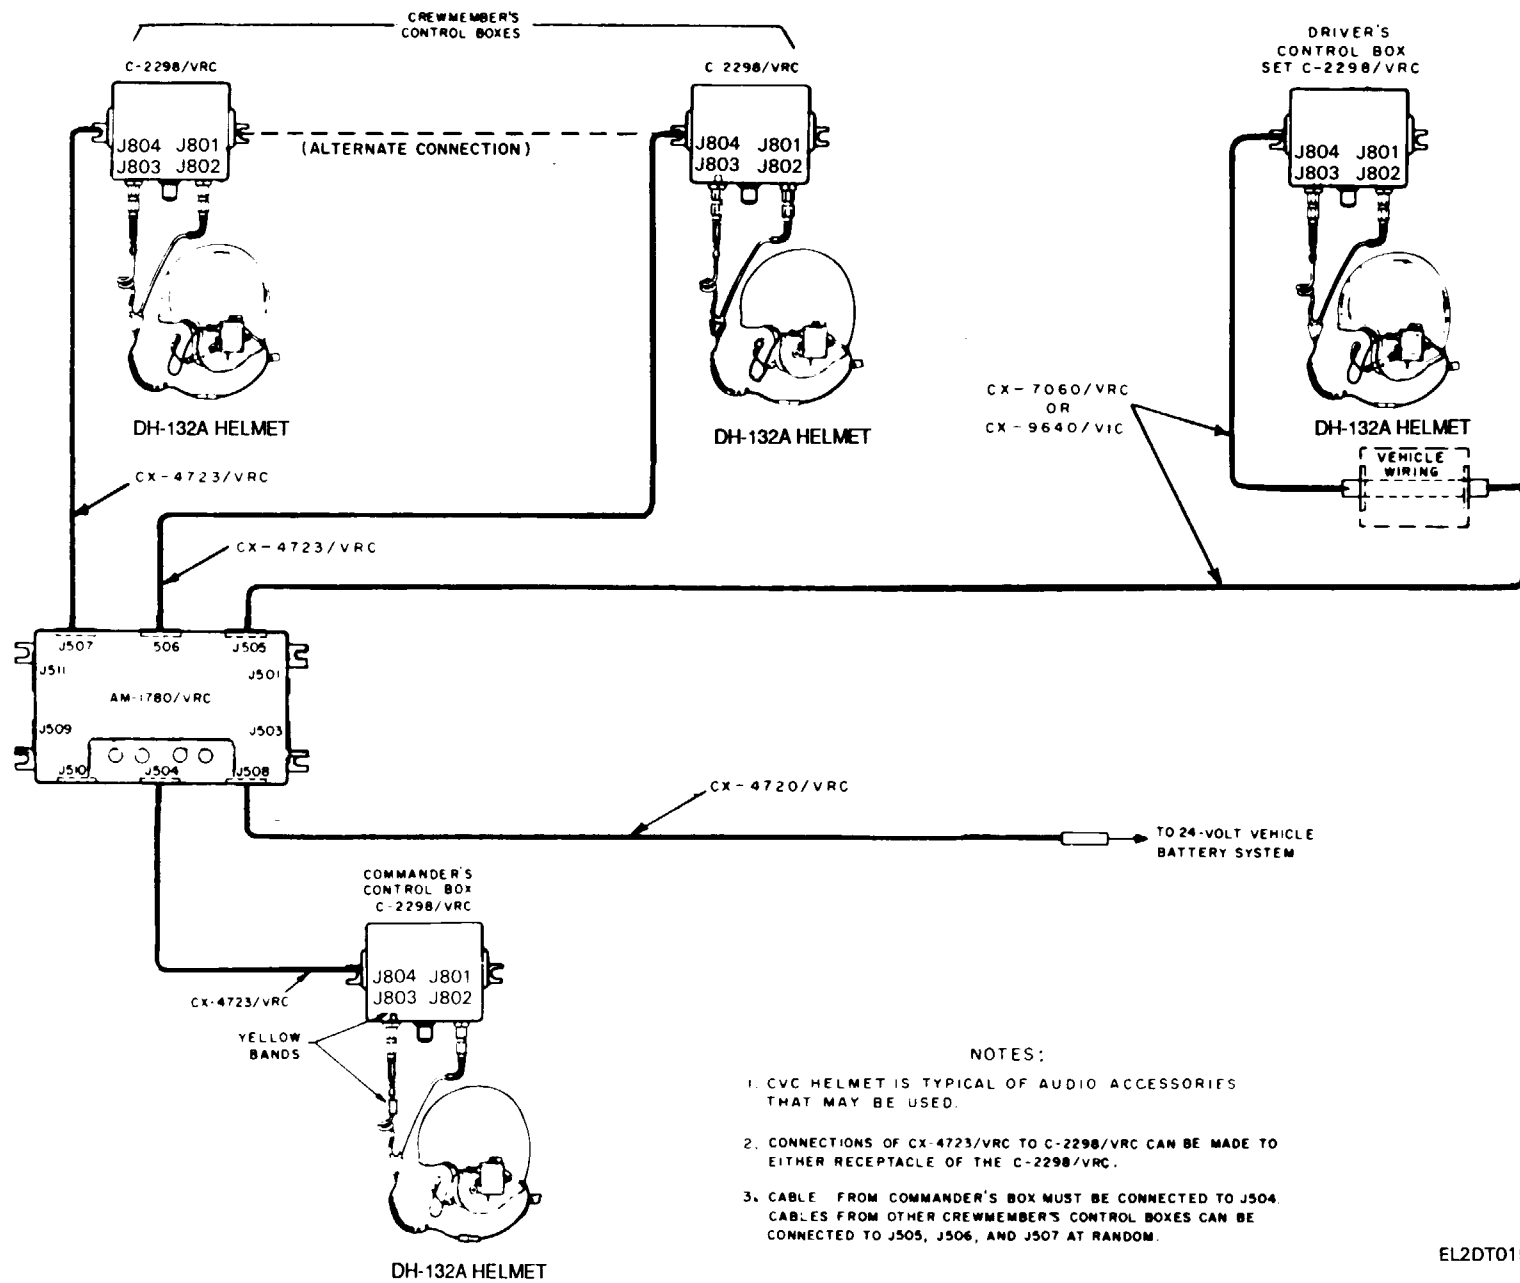 CREWMEMBER'S
CONTROL BOXES
C-2298/VRC
C 2298/VRC
DRIVER'S
CONTROL BOX
SET C-2298/VRC
J804 J801
J803 J802
(ALTERNATE CONNECTION)
J804 J801
J803 J802
J804 J801
J803 J802
DH-132A HELMET
DH-132A HELMET
DH-132A HELMET
CX-7060/VRC
OR
CX-9640/VIC
VEHICLE
WIRING
CX-4723/VRC
CX-4723/VRC
J507 506 J505
J511 J501
AM-1780/VRC
J509 J503
J510 J504 J508
CX-4720/VRC
TO 24-VOLT VEHICLE
BATTERY SYSTEM
COMMANDER'S
CONTROL BOX
C-2298/VRC
J804 J801
J803 J802
CX-4723/VRC
YELLOW
BANDS
DH-132A HELMET
NOTES:
1. CVC HELMET IS TYPICAL OF AUDIO ACCESSORIES
THAT MAY BE USED.
2. CONNECTIONS OF CX-4723/VRC TO C-2298/VRC CAN BE MADE TO
EITHER RECEPTACLE OF THE C-2298/VRC.
3. CABLE FROM COMMANDER'S BOX MUST BE CONNECTED TO J504.
CABLES FROM OTHER CREWMEMBER'S CONTROL BOXES CAN BE
CONNECTED TO J505, J506, AND J507 AT RANDOM.
EL2DT01